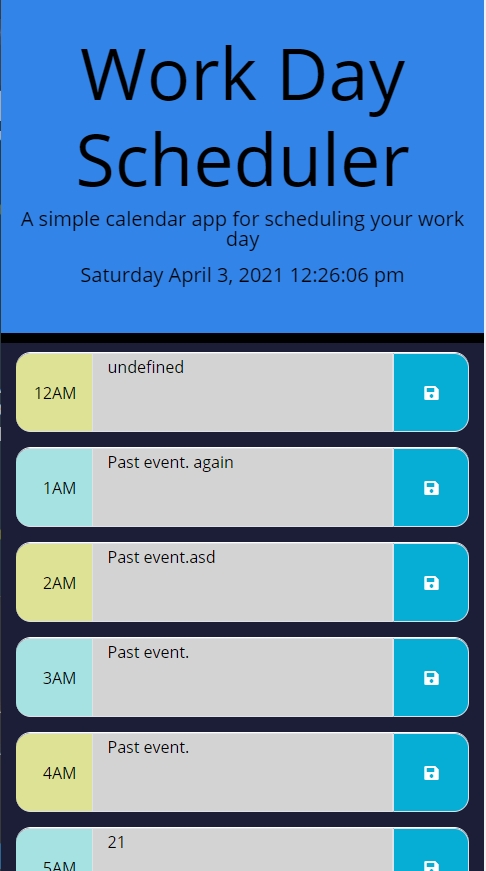 Work Day
Scheduler
A simple calendar app for scheduling your work
day
Saturday April 3, 2021 12:26:06 pm
12AM
undefined
1AM
Past event. again
2AM
Past event.asd
3AM
Past event.
4AM
Past event.
5AM
21